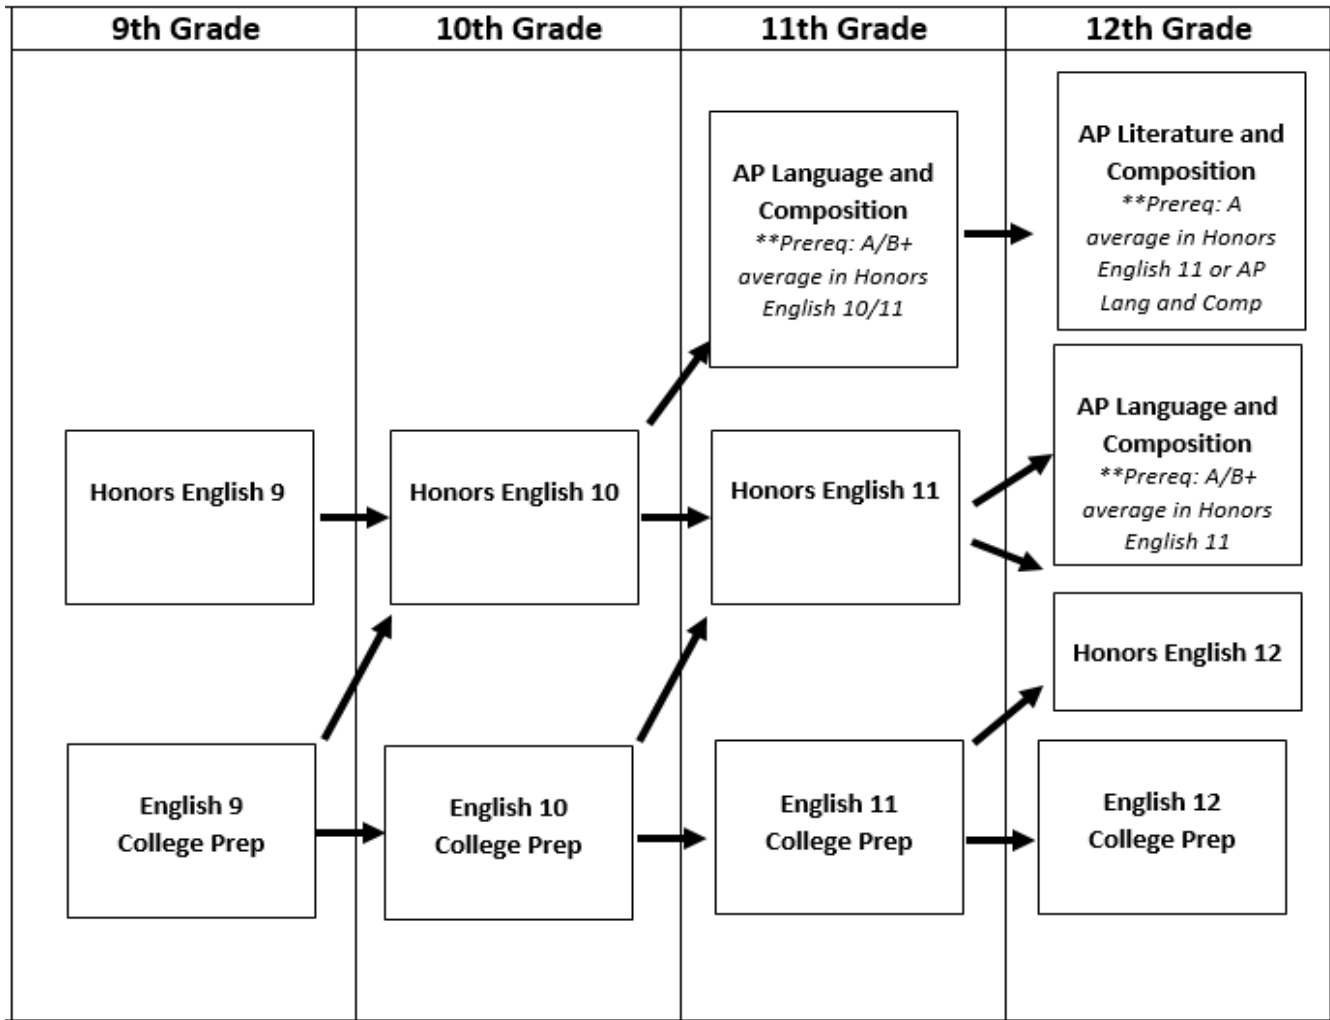 9th Grade
10th Grade
11th Grade
12th Grade
Honors English 9
English 9
College Prep
Honors English 10
English 10
College Prep
AP Language and
Composition
**Prereq: A/B+
average in Honors
English 10/11
Honors English 11
English 11
College Prep
AP Literature and
Composition
**Prereq: A
average in Honors
English 11 or AP
Lang and Comp
AP Language and
Composition
**Prereq: A/B+
average in Honors
English 11
Honors English 12
English 12
College Prep